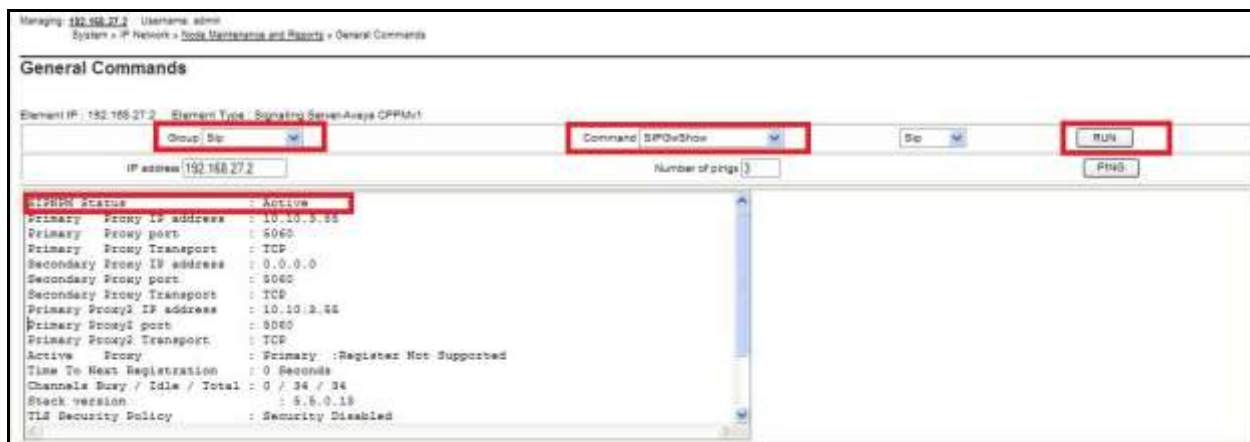 Managing: 192.168.27.2 Username: admin
System » IP Network » Node Maintenance and Reports » General Commands
General Commands
Element IP : 192.168.27.2 Element Type : Signaling Server-Avaya CPPMv1
Group Sip Command SIPGwShow Sip RUN
IP address 192.168.27.2 Number of pings 3 PING
SIPNPM Status : Active
Primary Proxy IP address : 10.10.3.55
Primary Proxy port : 5060
Primary Proxy Transport : TCP
Secondary Proxy IP address : 0.0.0.0
Secondary Proxy port : 5060
Secondary Proxy Transport : TCP
Primary Proxy2 IP address : 10.10.3.55
Primary Proxy2 port : 5060
Primary Proxy2 Transport : TCP
Active Proxy : Primary :Register Not Supported
Time To Next Registration : 0 Seconds
Channels Busy / Idle / Total : 0 / 34 / 34
Stack version : 5.5.0.13
TLS Security Policy : Security Disabled